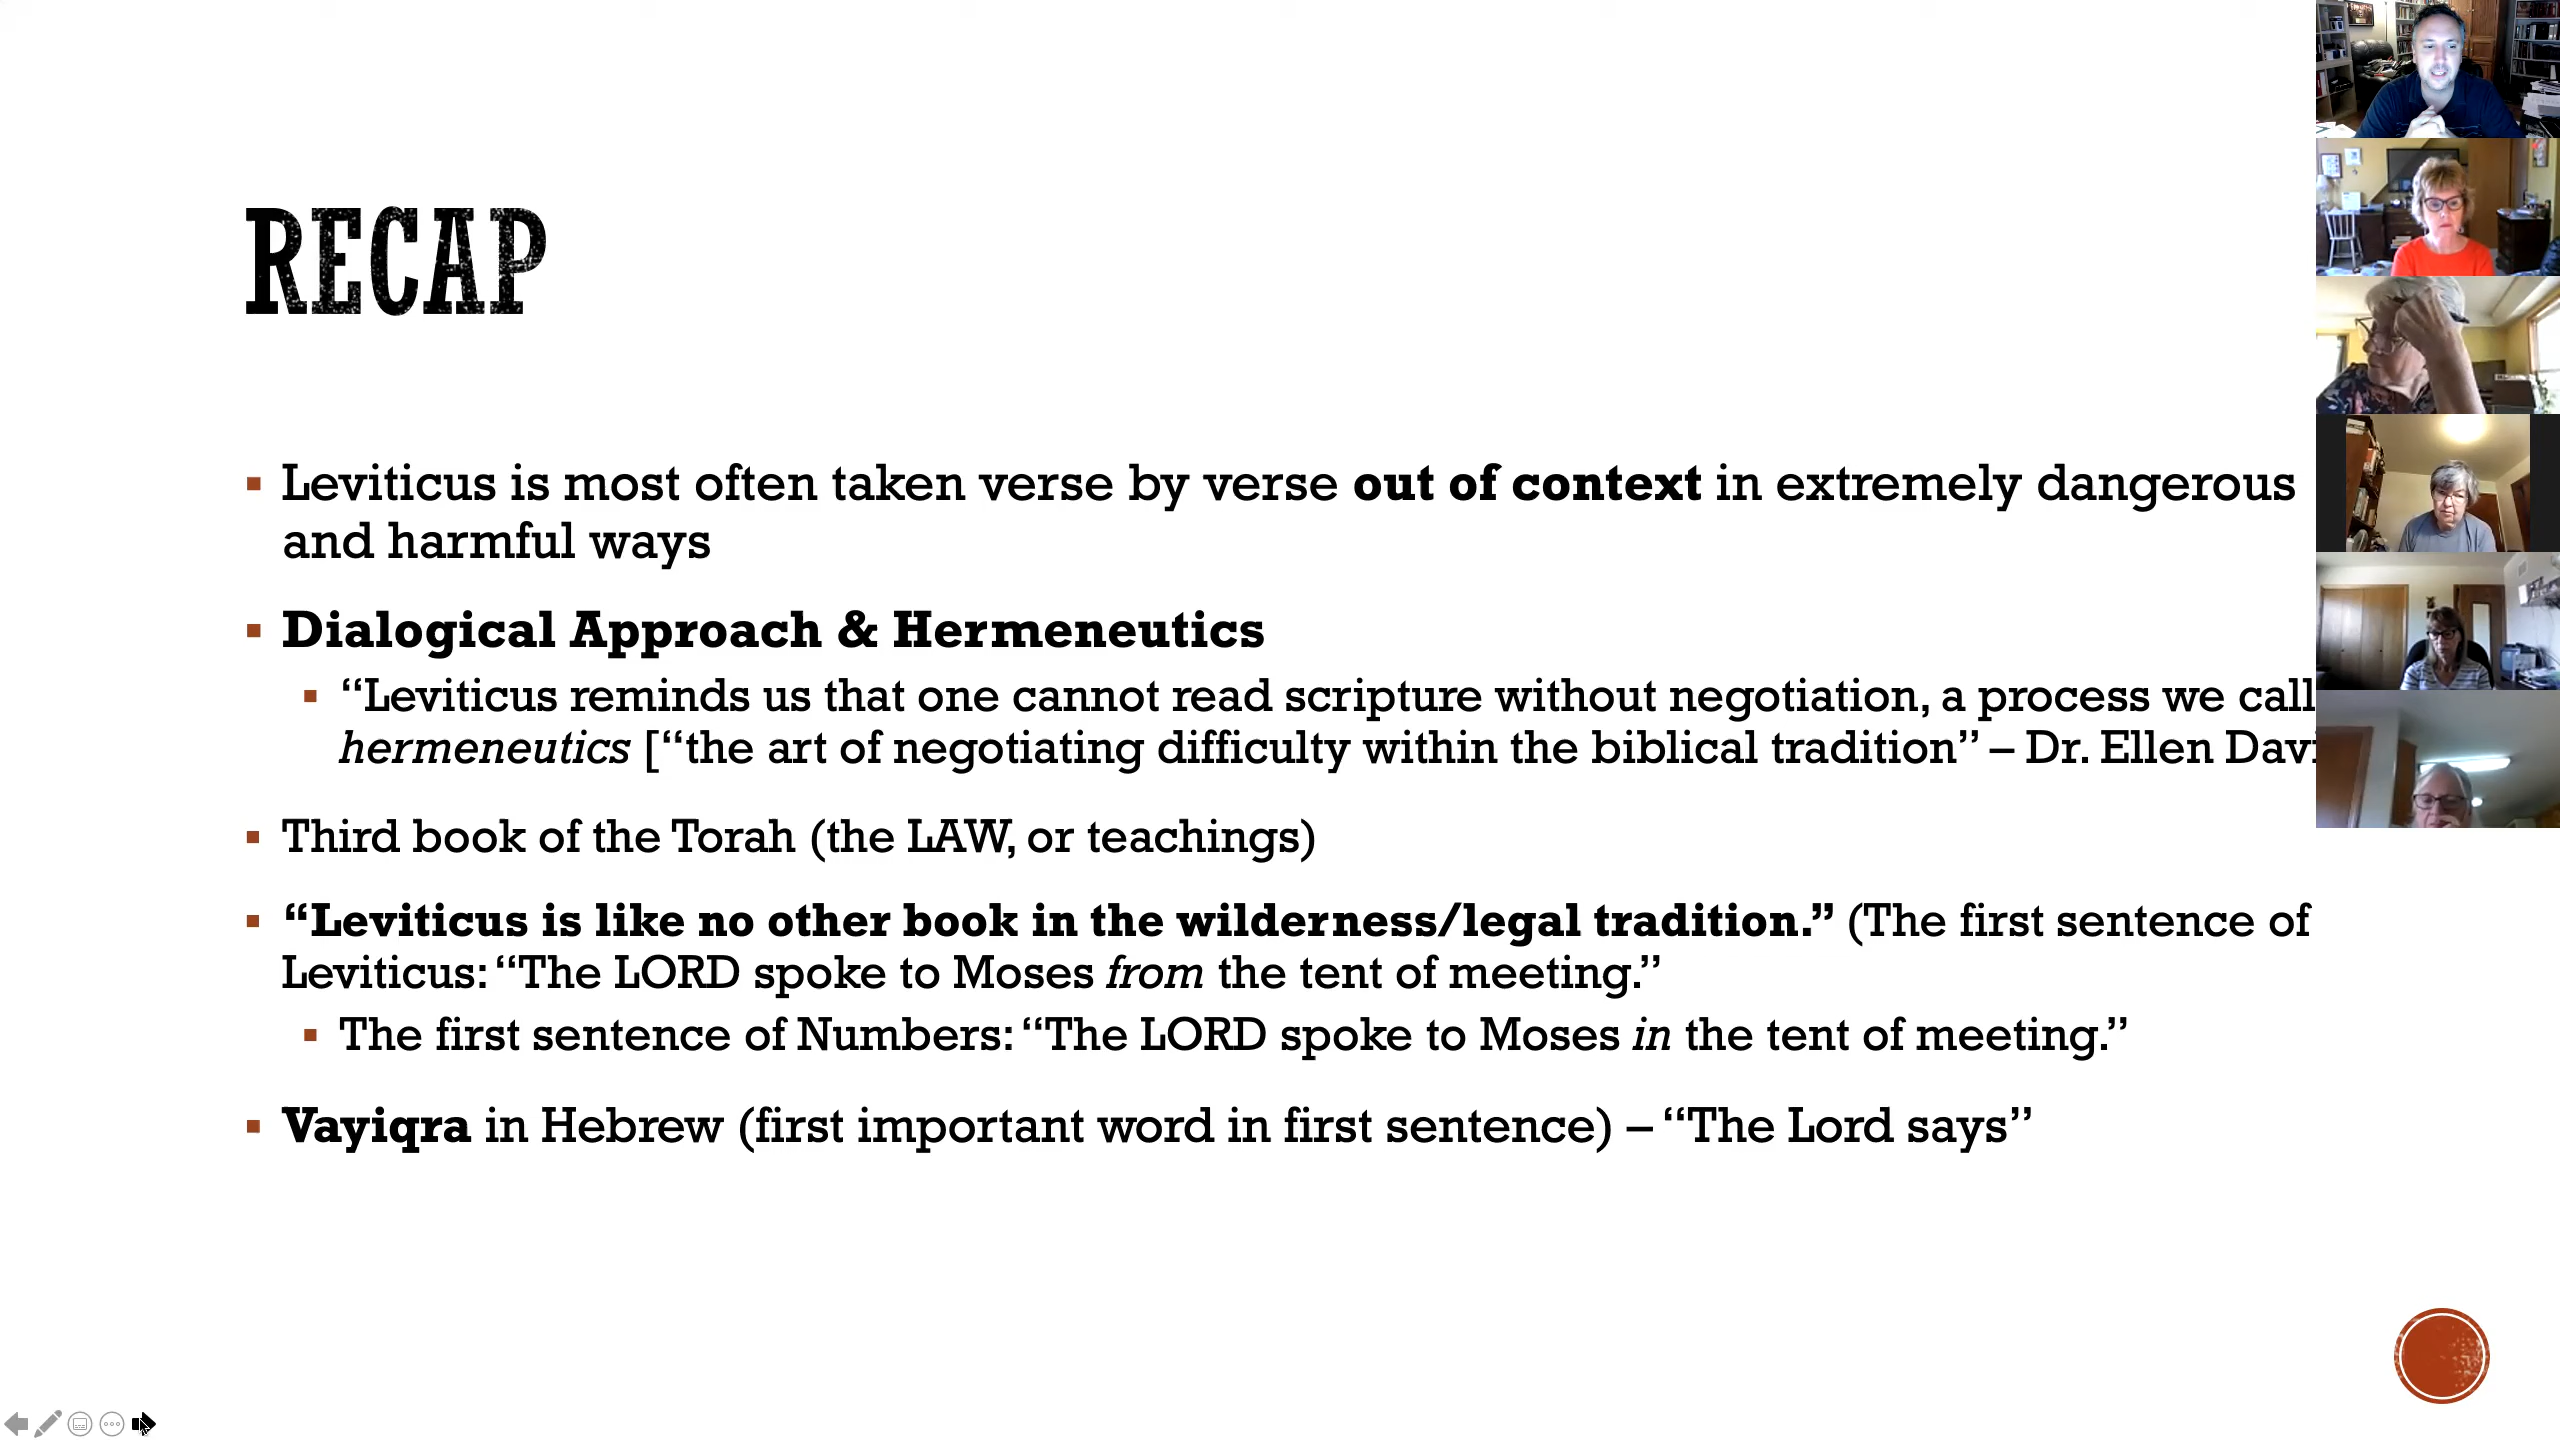 RECAP
Leviticus is most often taken verse by verse out of context in extremely dangerous
and harmful ways
Dialogical Approach & Hermeneutics
“Leviticus reminds us that one cannot read scripture without negotiation, a process we call
hermeneutics [“the art of negotiating difficulty within the biblical tradition” – Dr. Ellen Davi
Third book of the Torah (the LAW, or teachings)
“Leviticus is like no other book in the wilderness/legal tradition.” (The first sentence of
Leviticus: “The LORD spoke to Moses from the tent of meeting.”
The first sentence of Numbers: “The LORD spoke to Moses in the tent of meeting.”
Vayiqra in Hebrew (first important word in first sentence) – “The Lord says”